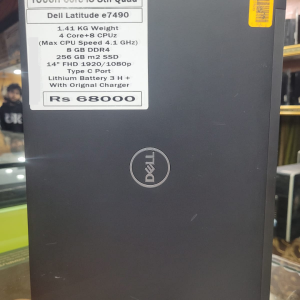 Dell Latitude e7490
1.41 KG Weight
4 Core+8 CPUz
(Max CPU Speed 4.1 GHz)
8 GB DDR4
256 GB m2 SSD
14" FHD 1920/1080p
Type C Port
Lithium Battery 3 H +
With Orignal Charger
Rs 68000
DELL